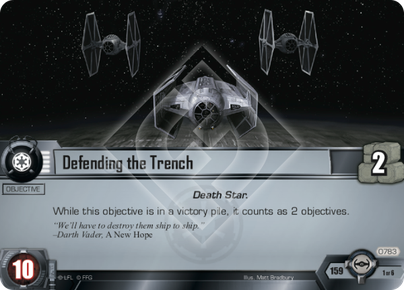 Defending the Trench
2
OBJECTIVE
Death Star.
While this objective is in a victory pile, it counts as 2 objectives.
“We’ll have to destroy them ship to ship.”
–Darth Vader, A New Hope
10
© LFL © FFG
Illus. Matt Bradbury
0783
159
1 of 6